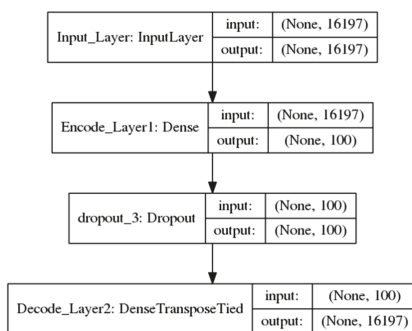 Input_Layer: InputLayer
input: (None, 16197)
output: (None, 16197)
Encode_Layer1: Dense
input: (None, 16197)
output: (None, 100)
dropout_3: Dropout
input: (None, 100)
output: (None, 100)
Decode_Layer2: DenseTransposeTied
input: (None, 100)
output: (None, 16197)